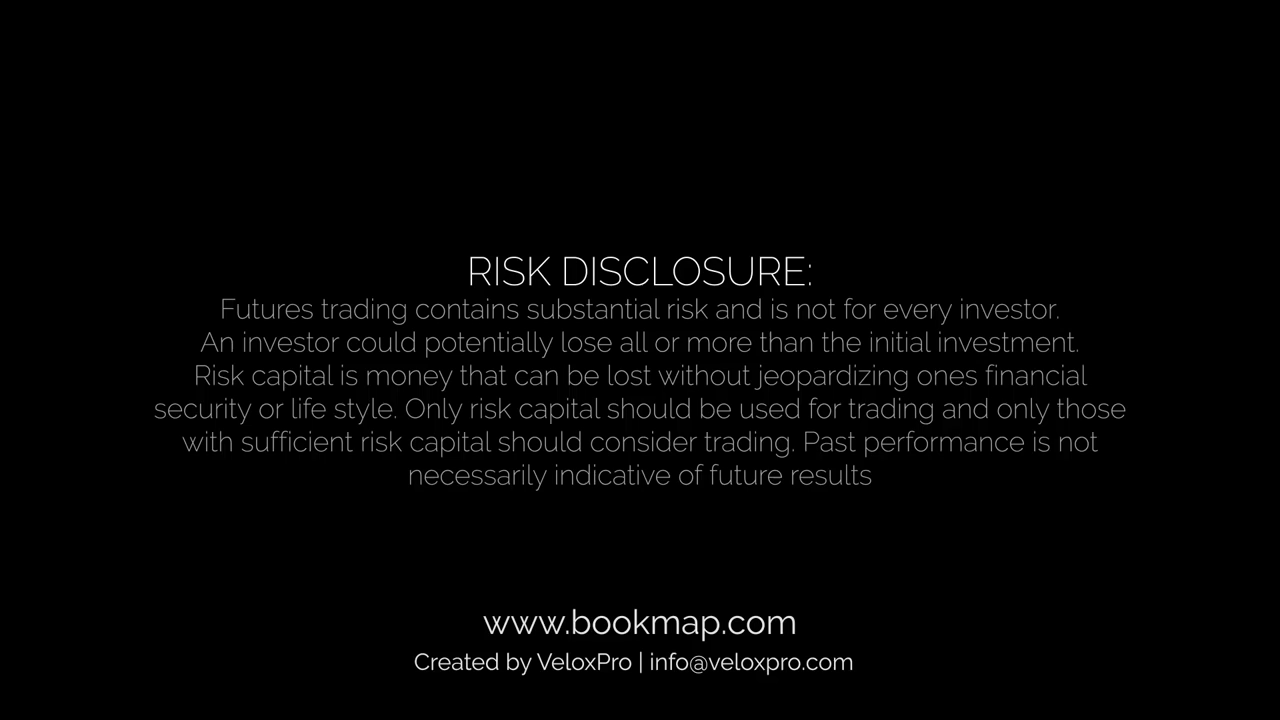 RISK DISCLOSURE:
Futures trading contains substantial risk and is not for every investor.
An investor could potentially lose all or more than the initial investment.
Risk capital is money that can be lost without jeopardizing ones financial
security or life style. Only risk capital should be used for trading and only those
with sufficient risk capital should consider trading. Past performance is not
necessarily indicative of future results
www.bookmap.com
Created by VeloxPro | info@veloxpro.com